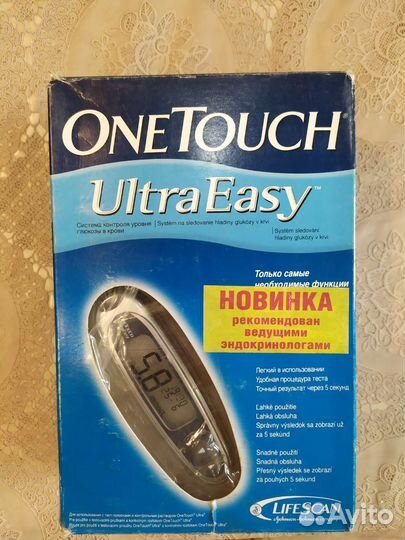 ONETOUCH
UltraEasy™
Система контроля уровня глюкозы в крови
Systém na sledovanie hladiny glukózy v krvi
Systém sledování hladiny glukózy v krvi
Только самые
необходимые функции
НОВИНКА
рекомендован
ведущими
эндокринологами
5.8
Легкий в использовании
Удобная процедура теста
Точный результат через 5 секунд
Ľahké použitie
Ľahká obsluha
Správny výsledok sa zobrazí už
za 5 sekúnd
Snadné použití
Snadná obsluha
Přesný výsledek se zobrazí
za pouhých 5 sekund
LIFESCAN
a Johnson & Johnson
Avito